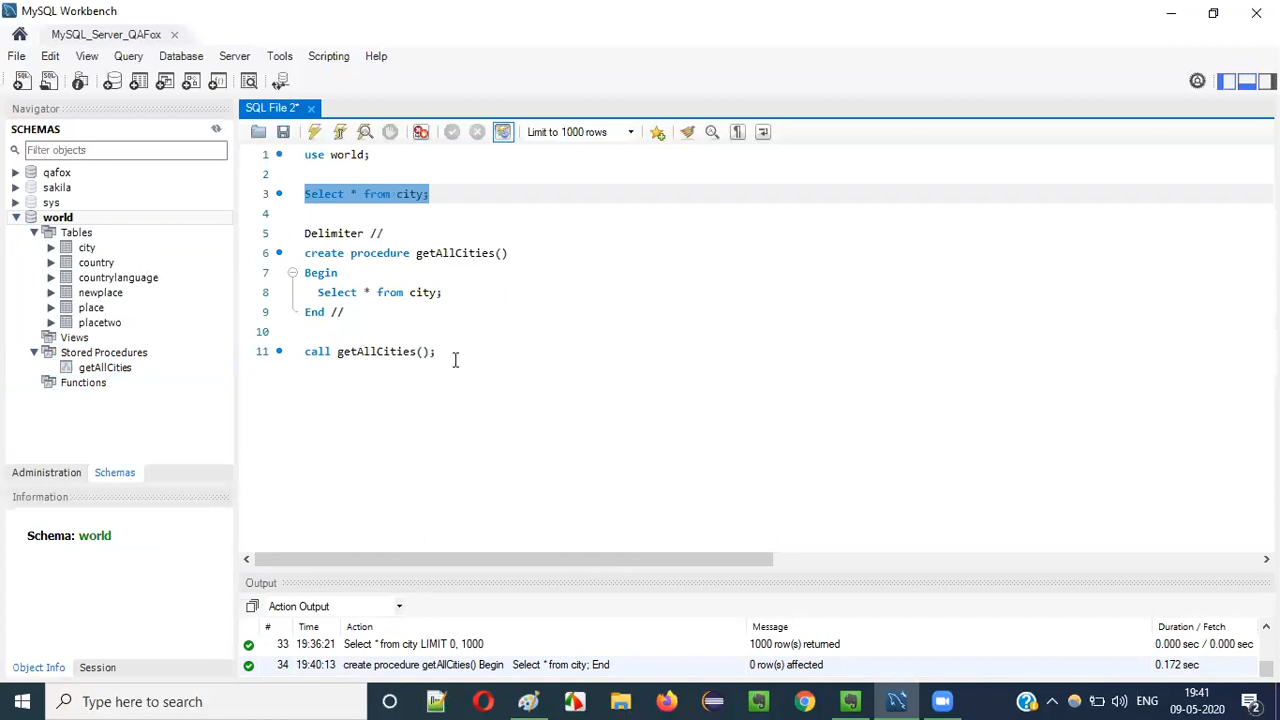 MySQL Workbench
MySQL_Server_QAFox
File Edit View Query Database Server Tools Scripting Help
Navigator
SCHEMAS
Filter objects
qafox
sakila
sys
world
Tables
city
country
countrylanguage
newplace
place
placetwo
Views
Stored Procedures
getAllCities
Functions
Administration Schemas
Information
Schema: world
Object Info Session
SQL File 2*
Limit to 1000 rows
1 use world;
2
3 Select * from city;
4
5 Delimiter //
6 create procedure getAllCities()
7 Begin
8 Select * from city;
9 End //
10
11 call getAllCities();
Output
Action Output
# Time Action Message Duration / Fetch
33 19:36:21 Select * from city LIMIT 0, 1000 1000 row(s) returned 0.000 sec / 0.000 sec
34 19:40:13 create procedure getAllCities() Begin Select * from city; End 0 row(s) affected 0.172 sec
Type here to search
ENG
19:41
09-05-2020
2